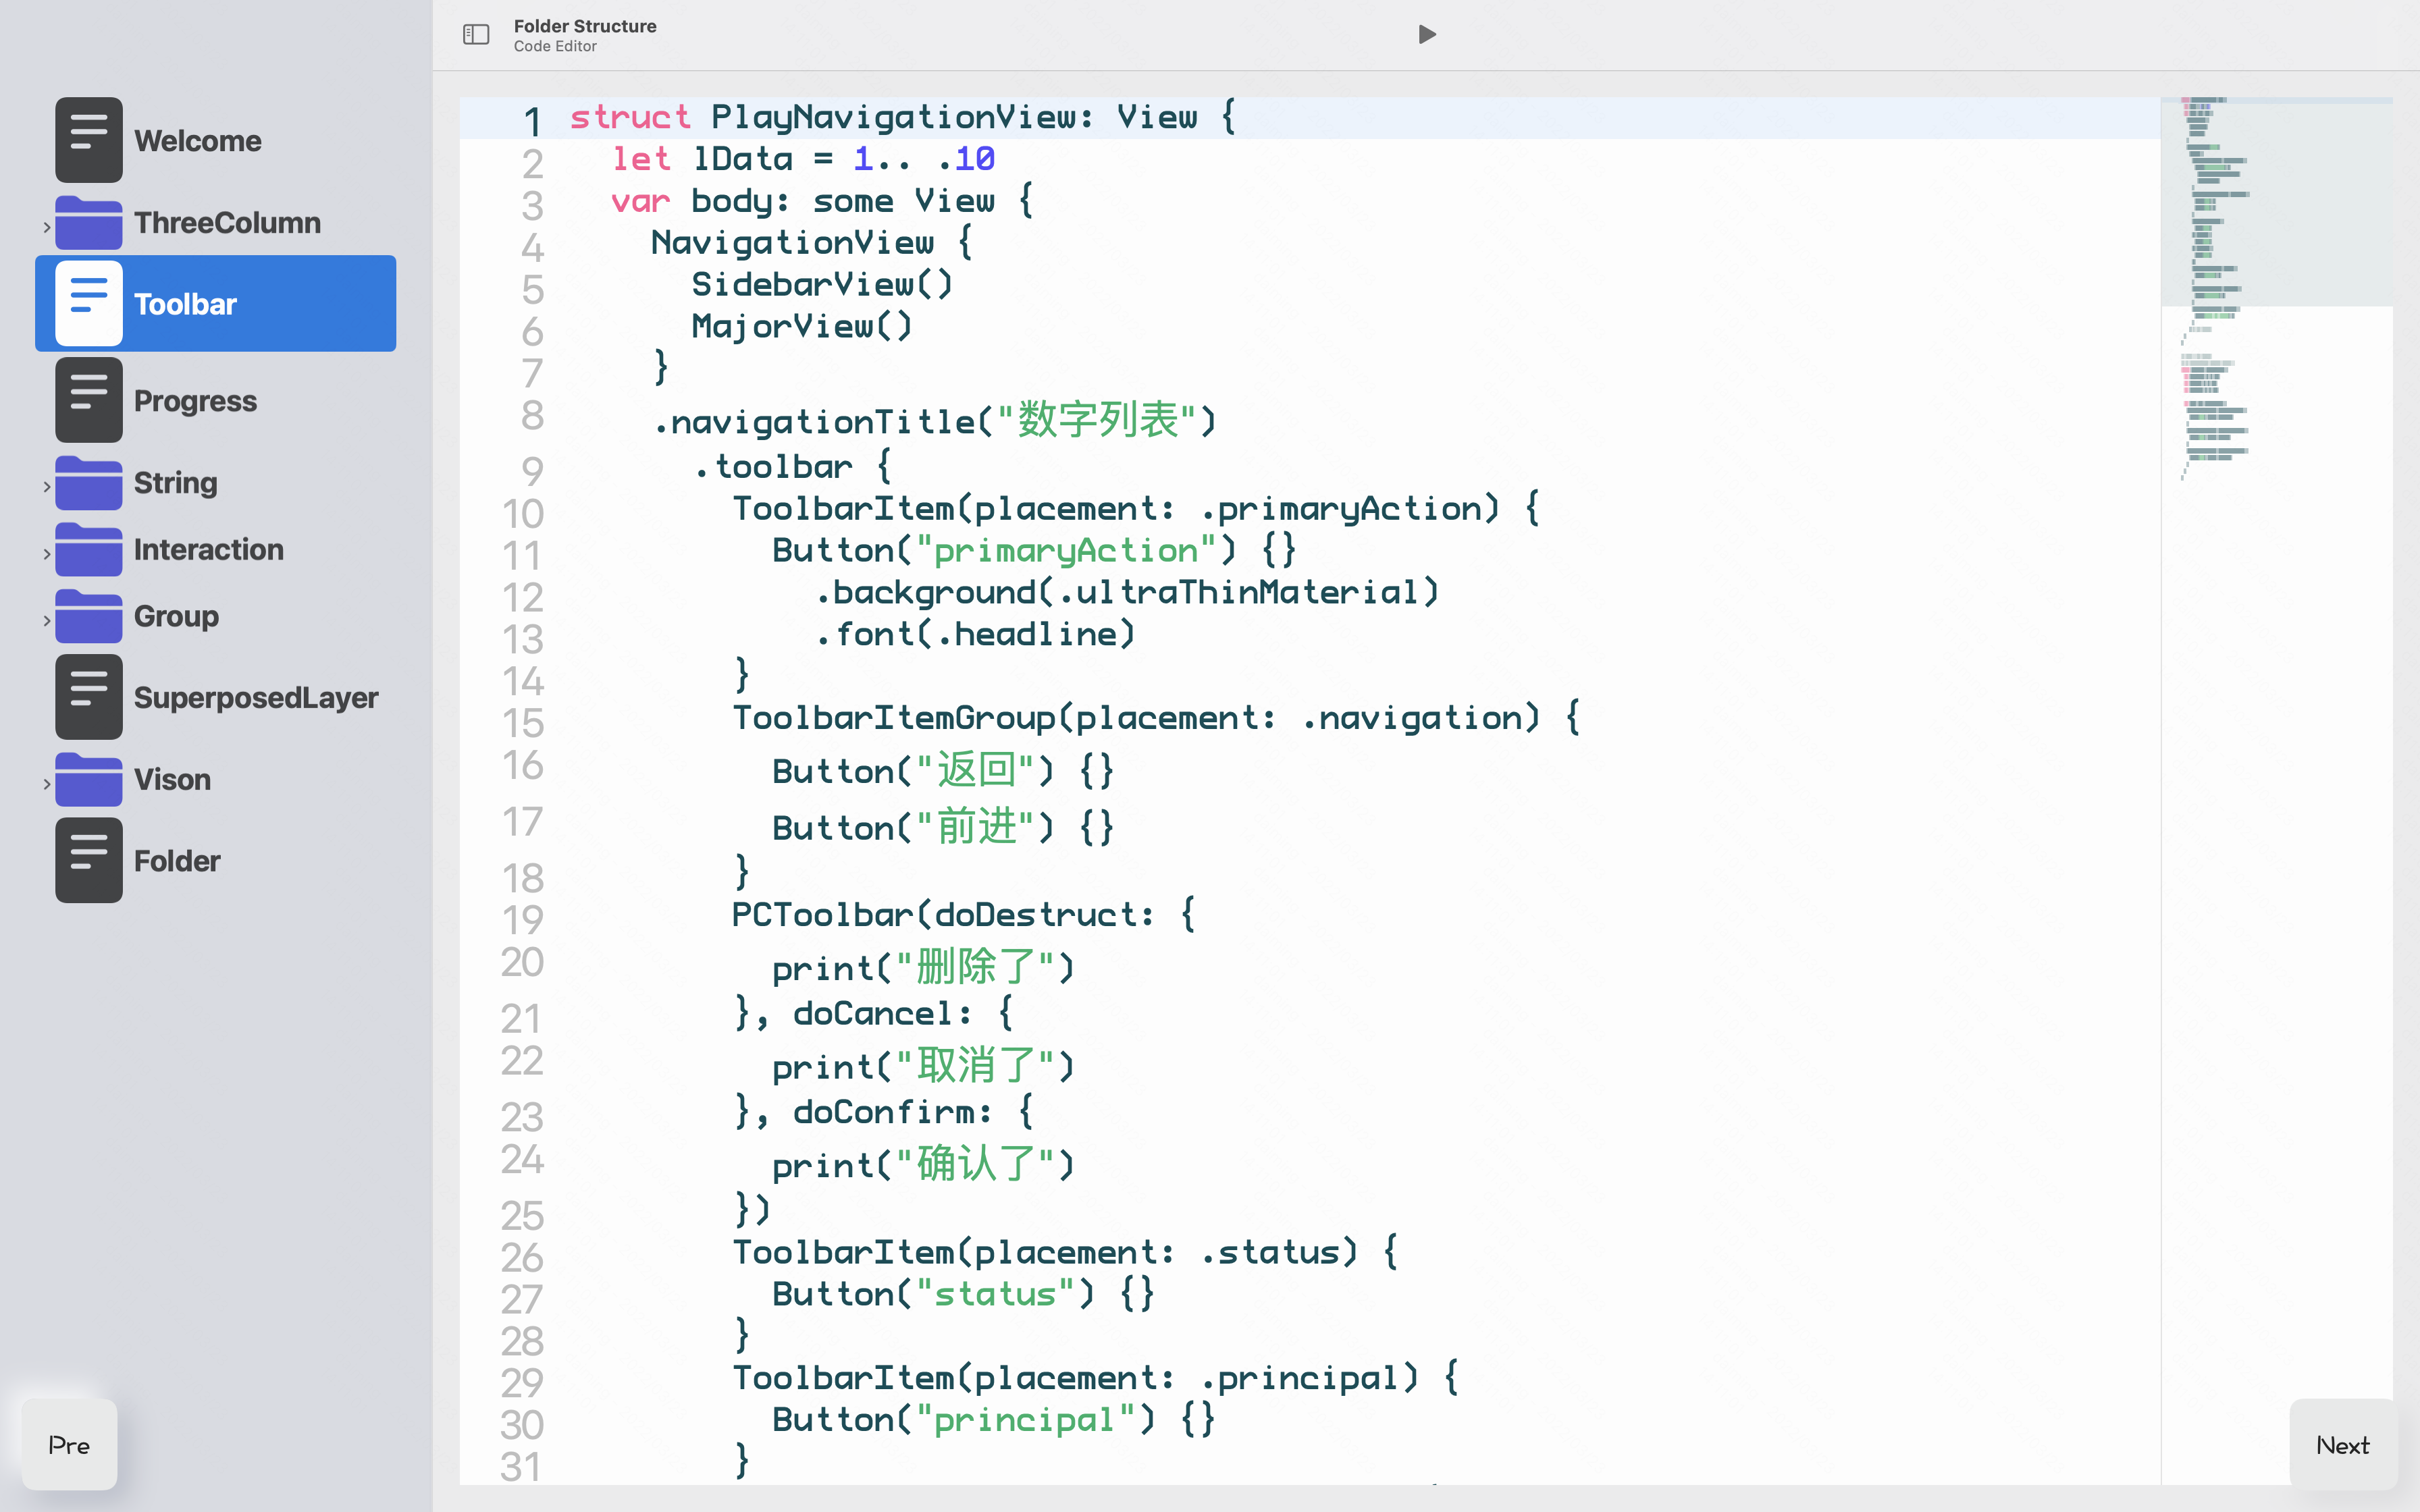 Folder Structure
Code Editor
Welcome
ThreeColumn
Toolbar
Progress
String
Interaction
Group
SuperposedLayer
Vison
Folder
Pre
1 struct PlayNavigationView: View {
2 let lData = 1.. .10
3 var body: some View {
4 NavigationView {
5 SidebarView()
6 MajorView()
7 }
8 .navigationTitle("数字列表")
9 .toolbar {
10 ToolbarItem(placement: .primaryAction) {
11 Button("primaryAction") {}
12 .background(.ultraThinMaterial)
13 .font(.headline)
14 }
15 ToolbarItemGroup(placement: .navigation) {
16 Button("返回") {}
17 Button("前进") {}
18 }
19 PCToolbar(doDestruct: {
20 print("删除了")
21 }, doCancel: {
22 print("取消了")
23 }, doConfirm: {
24 print("确认了")
25 })
26 ToolbarItem(placement: .status) {
27 Button("status") {}
28 }
29 ToolbarItem(placement: .principal) {
30 Button("principal") {}
31 }
Next